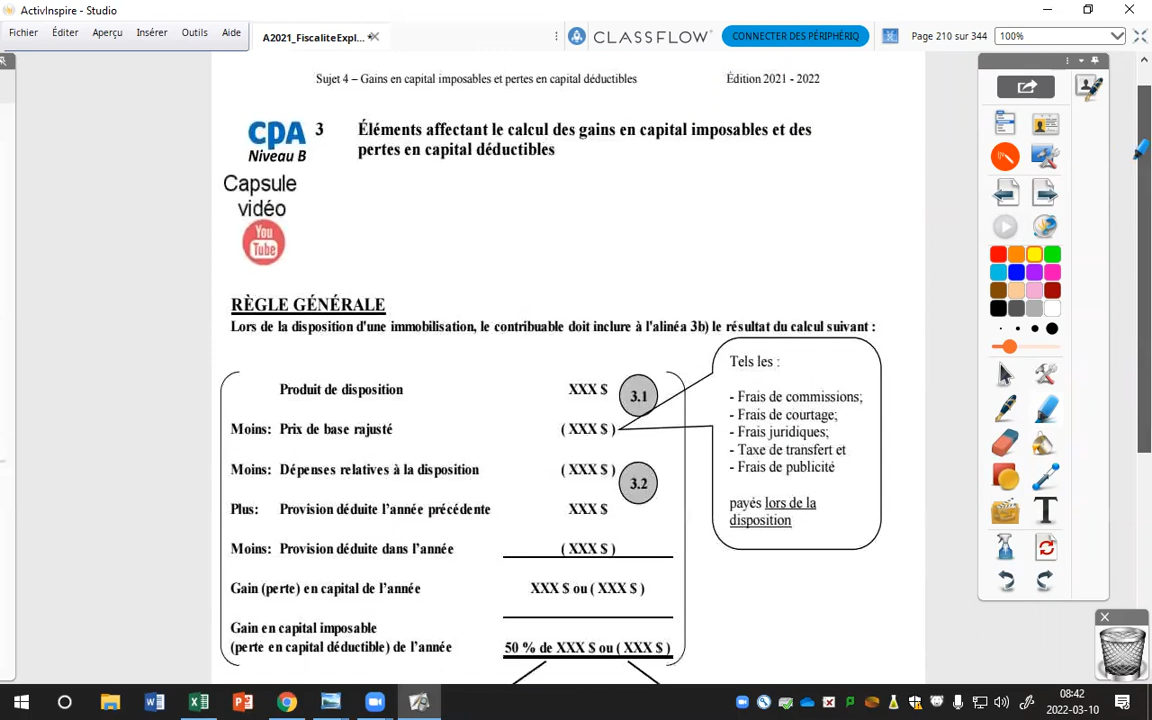 ActivInspire - Studio
Fichier Éditer Aperçu Insérer Outils Aide
A2021_FiscaliteExpl...
CLASSFLOW
CONNECTER DES PÉRIPHÉRIQ
Page 210 sur 344
100%
Sujet 4 – Gains en capital imposables et pertes en capital déductibles Édition 2021 - 2022
CPA
Niveau B
3 Éléments affectant le calcul des gains en capital imposables et des
pertes en capital déductibles
Capsule
vidéo
You
Tube
RÈGLE GÉNÉRALE
Lors de la disposition d'une immobilisation, le contribuable doit inclure à l'alinéa 3b) le résultat du calcul suivant :
Produit de disposition XXX $
3.1
Moins: Prix de base rajusté ( XXX $ )
Moins: Dépenses relatives à la disposition ( XXX $ )
3.2
Plus: Provision déduite l'année précédente XXX $
Moins: Provision déduite dans l'année ( XXX $ )
Gain (perte) en capital de l'année XXX $ ou ( XXX $ )
Gain en capital imposable
(perte en capital déductible) de l'année 50 % de XXX $ ou ( XXX $ )
Tels les :
- Frais de commissions;
- Frais de courtage;
- Frais juridiques;
- Taxe de transfert et
- Frais de publicité
payés lors de la
disposition
T
08:42
2022-03-10